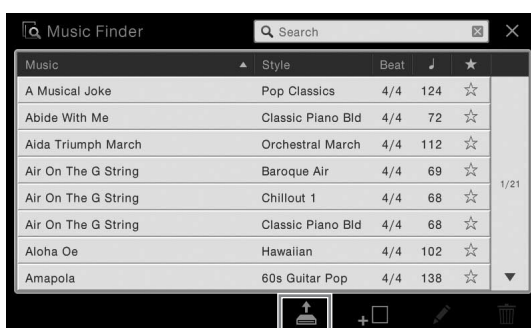 Music Finder Search
Music Style Beat ♩ ★
A Musical Joke Pop Classics 4/4 124 ☆
Abide With Me Classic Piano Bld 4/4 72 ☆
Aida Triumph March Orchestral March 4/4 112 ☆
Air On The G String Baroque Air 4/4 69 ☆
Air On The G String Chillout 1 4/4 68 ☆
Air On The G String Classic Piano Bld 4/4 68 ☆
Aloha Oe Hawaiian 4/4 102 ☆
Amapola 60s Guitar Pop 4/4 138 ☆
1/21